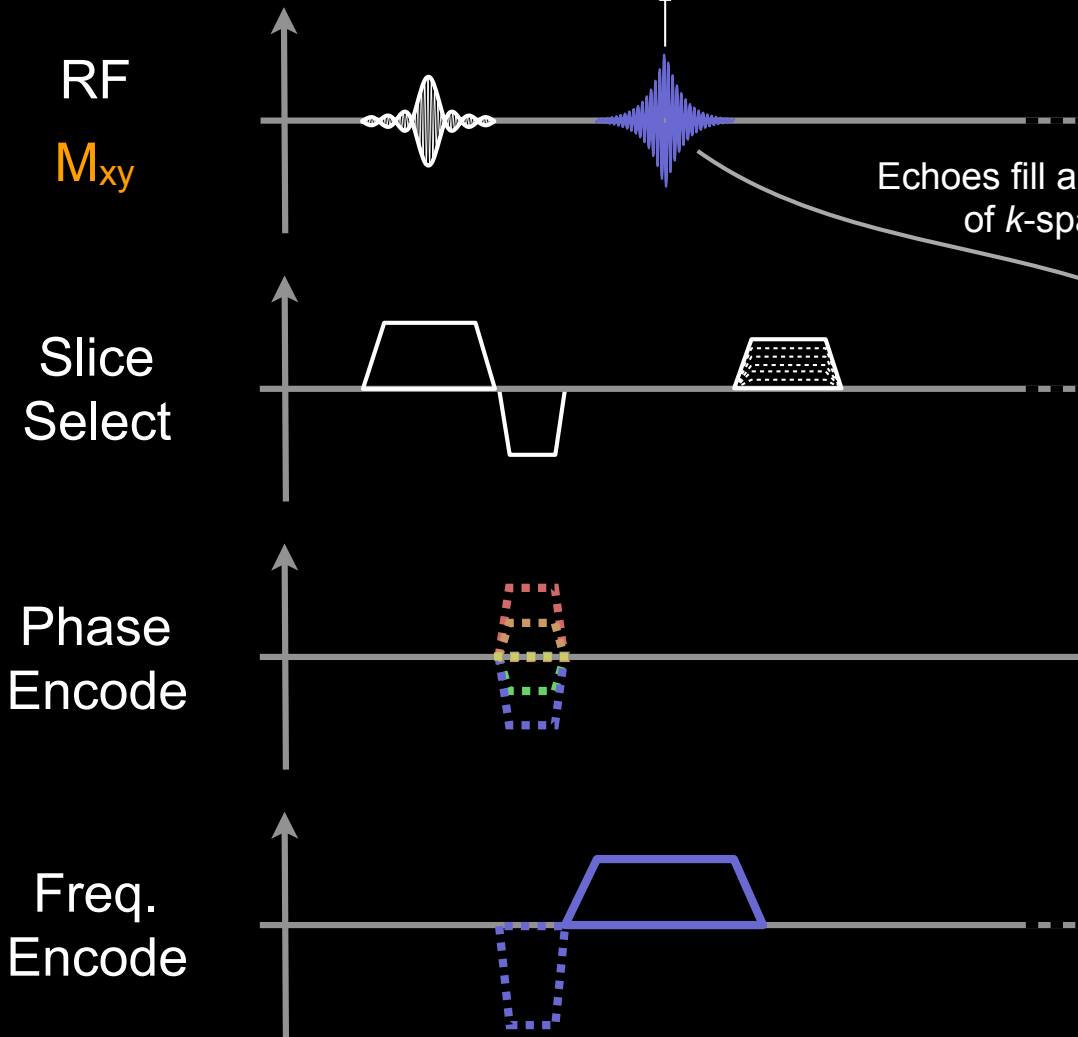 RF
Mxy
Echoes fill a
of k-spa
Slice
Select
Phase
Encode
Freq.
Encode